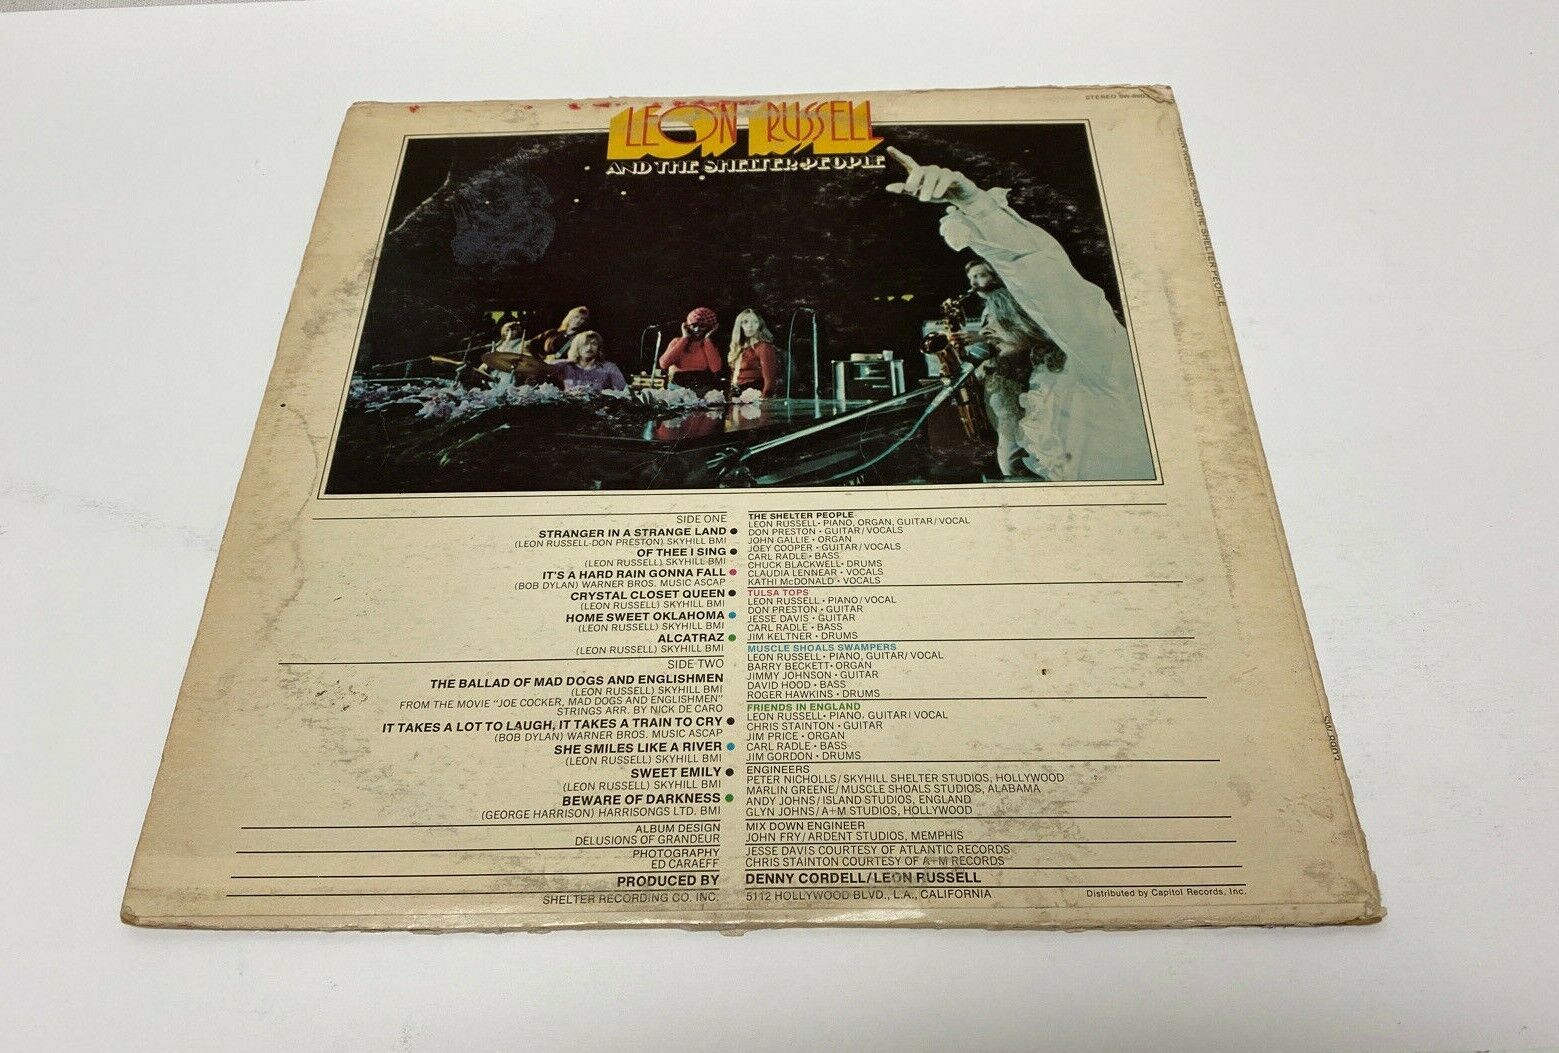 STEREO
LEON RUSSELL
AND THE SHELTER PEOPLE
LEON RUSSELL AND THE SHELTER PEOPLE
SIDE ONE
STRANGER IN A STRANGE LAND
(LEON RUSSELL-DON PRESTON) SKYHILL BMI
OF THEE I SING
(LEON RUSSELL) SKYHILL BMI
IT'S A HARD RAIN GONNA FALL
(BOB DYLAN) WARNER BROS. MUSIC ASCAP
CRYSTAL CLOSET QUEEN
(LEON RUSSELL) SKYHILL BMI
HOME SWEET OKLAHOMA
(LEON RUSSELL) SKYHILL BMI
ALCATRAZ
(LEON RUSSELL) SKYHILL BMI
SIDE TWO
THE BALLAD OF MAD DOGS AND ENGLISHMEN
(LEON RUSSELL) SKYHILL BMI
FROM THE MOVIE "JOE COCKER, MAD DOGS AND ENGLISHMEN"
STRINGS ARR. BY NICK DE CARO
IT TAKES A LOT TO LAUGH, IT TAKES A TRAIN TO CRY
(BOB DYLAN) WARNER BROS. MUSIC ASCAP
SHE SMILES LIKE A RIVER
(LEON RUSSELL) SKYHILL BMI
SWEET EMILY
(LEON RUSSELL) SKYHILL BMI
BEWARE OF DARKNESS
(GEORGE HARRISON) HARRISONGS LTD. BMI
ALBUM DESIGN
DELUSIONS OF GRANDEUR
PHOTOGRAPHY
ED CARAEFF
PRODUCED BY
SHELTER RECORDING CO. INC.
THE SHELTER PEOPLE
LEON RUSSELL • PIANO, ORGAN, GUITAR/VOCAL
DON PRESTON • GUITAR/VOCALS
JOHN GALLIE • ORGAN
JOEY COOPER • GUITAR/VOCALS
CARL RADLE • BASS
CHUCK BLACKWELL • DRUMS
CLAUDIA LENNEAR • VOCALS
KATHI McDONALD • VOCALS
TULSA TOPS
LEON RUSSELL • PIANO/VOCAL
DON PRESTON • GUITAR
JESSE DAVIS • GUITAR
CARL RADLE • BASS
JIM KELTNER • DRUMS
MUSCLE SHOALS SWAMPERS
LEON RUSSELL • PIANO, GUITAR/VOCAL
BARRY BECKETT • ORGAN
JIMMY JOHNSON • GUITAR
DAVID HOOD • BASS
ROGER HAWKINS • DRUMS
FRIENDS IN ENGLAND
LEON RUSSELL • PIANO, GUITAR/VOCAL
CHRIS STAINTON • GUITAR
JIM PRICE • ORGAN
CARL RADLE • BASS
JIM GORDON • DRUMS
ENGINEERS
PETER NICHOLLS/SKYHILL SHELTER STUDIOS, HOLLYWOOD
MARLIN GREENE/MUSCLE SHOALS STUDIOS, ALABAMA
ANDY JOHNS/ISLAND STUDIOS, ENGLAND
GLYN JOHNS/A+M STUDIOS, HOLLYWOOD
MIX DOWN ENGINEER
JOHN FRY/ARDENT STUDIOS, MEMPHIS
JESSE DAVIS COURTESY OF ATLANTIC RECORDS
CHRIS STAINTON COURTESY OF A+M RECORDS
DENNY CORDELL/LEON RUSSELL
5112 HOLLYWOOD BLVD., L.A., CALIFORNIA
Distributed by Capitol Records, Inc.